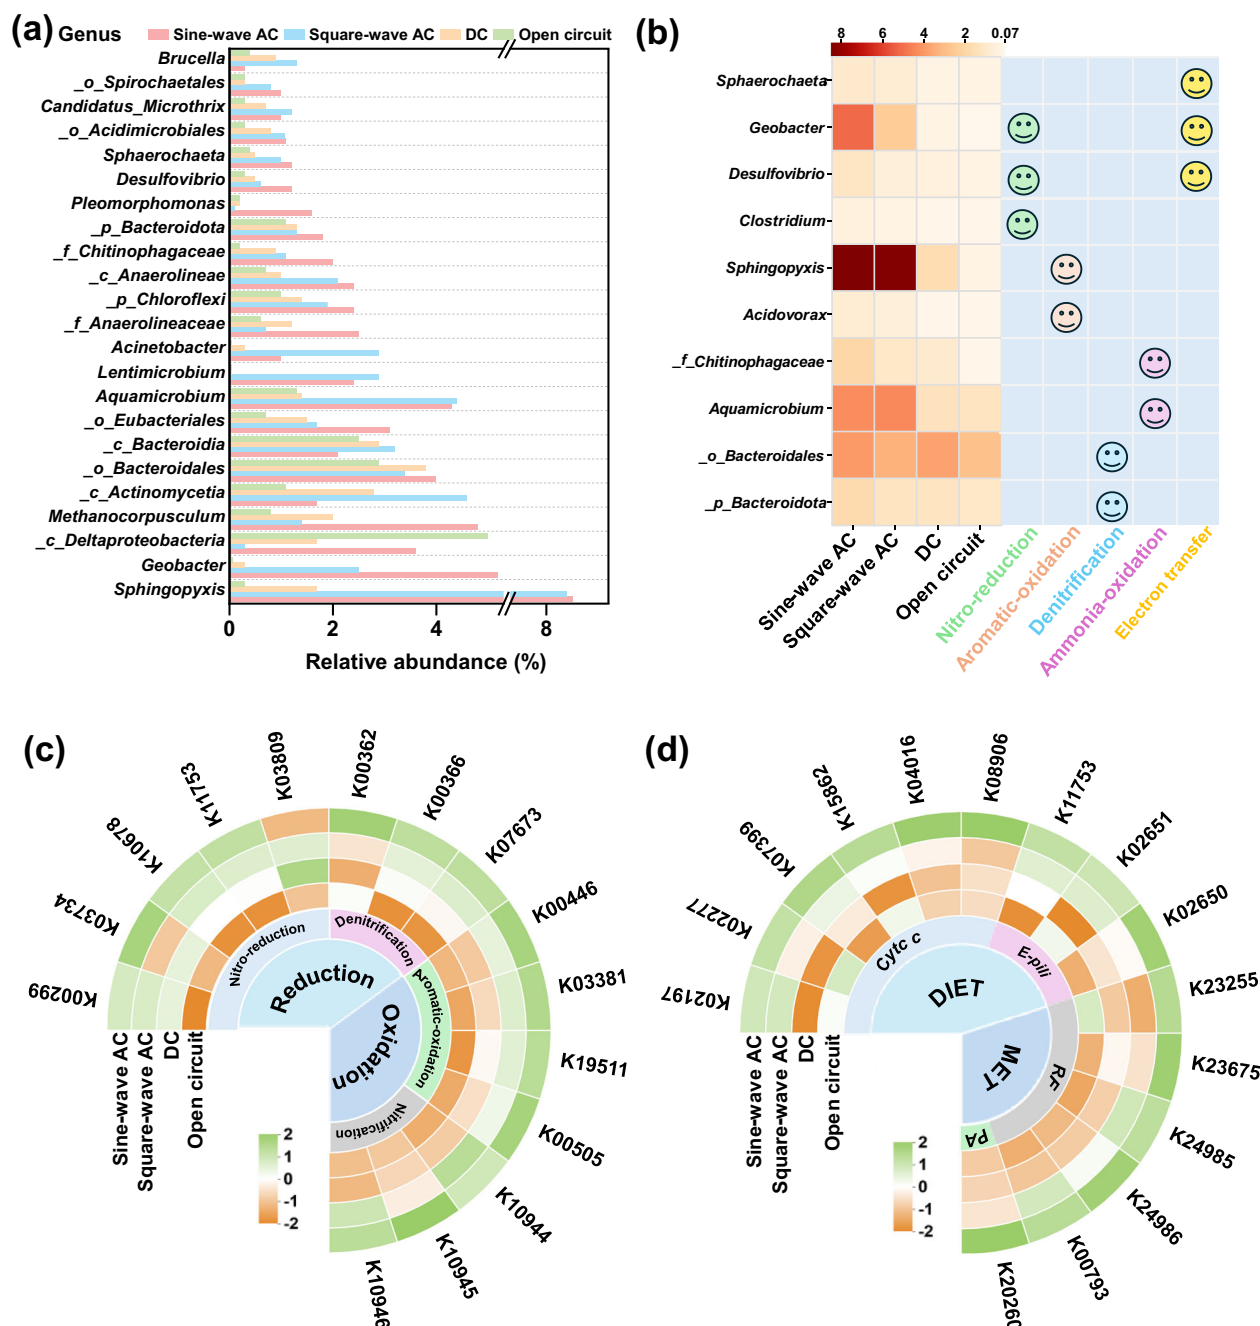 (a)
Genus
Sine-wave AC
Square-wave AC
DC
Open circuit
Brucella
_o_Spirochaetales
Candidatus_Microthrix
_o_Acidimicrobiales
Sphaerochaeta
Desulfovibrio
Pleomorphomonas
_p_Bacteroidota
_f_Chitinophagaceae
_c_Anaerolineae
_p_Chloroflexi
_f_Anaerolineaceae
Acinetobacter
Lentimicrobium
Aquamicrobium
_o_Eubacteriales
_c_Bacteroidia
_o_Bacteroidales
_c_Actinomycetia
Methanocorpusculum
_c_Deltaproteobacteria
Geobacter
Sphingopyxis
0 2 4 8
Relative abundance (%)
(b)
8 6 4 2 0.07
Sphaerochaeta
Geobacter
Desulfovibrio
Clostridium
Sphingopyxis
Acidovorax
_f_Chitinophagaceae
Aquamicrobium
_o_Bacteroidales
_p_Bacteroidota
Sine-wave AC
Square-wave AC
DC
Open circuit
Nitro-reduction
Aromatic-oxidation
Denitrification
Ammonia-oxidation
Electron transfer
(c)
K00299
K03734
K10678
K11753
K03809
K00362
K00366
K07673
K00446
K03381
K19511
K00505
K10944
K10945
K10946
Nitro-reduction
Denitrification
Aromatic-oxidation
Nitrification
Reduction
Oxidation
Sine-wave AC
Square-wave AC
DC
Open circuit
2
1
0
-1
-2
(d)
K02197
K02277
K07399
K15862
K04016
K08906
K11753
K02651
K02650
K23255
K23675
K24985
K24986
K00793
K20260
Cytc c
E-pili
RF
PA
DIET
MET
Sine-wave AC
Square-wave AC
DC
Open circuit
2
1
0
-1
-2